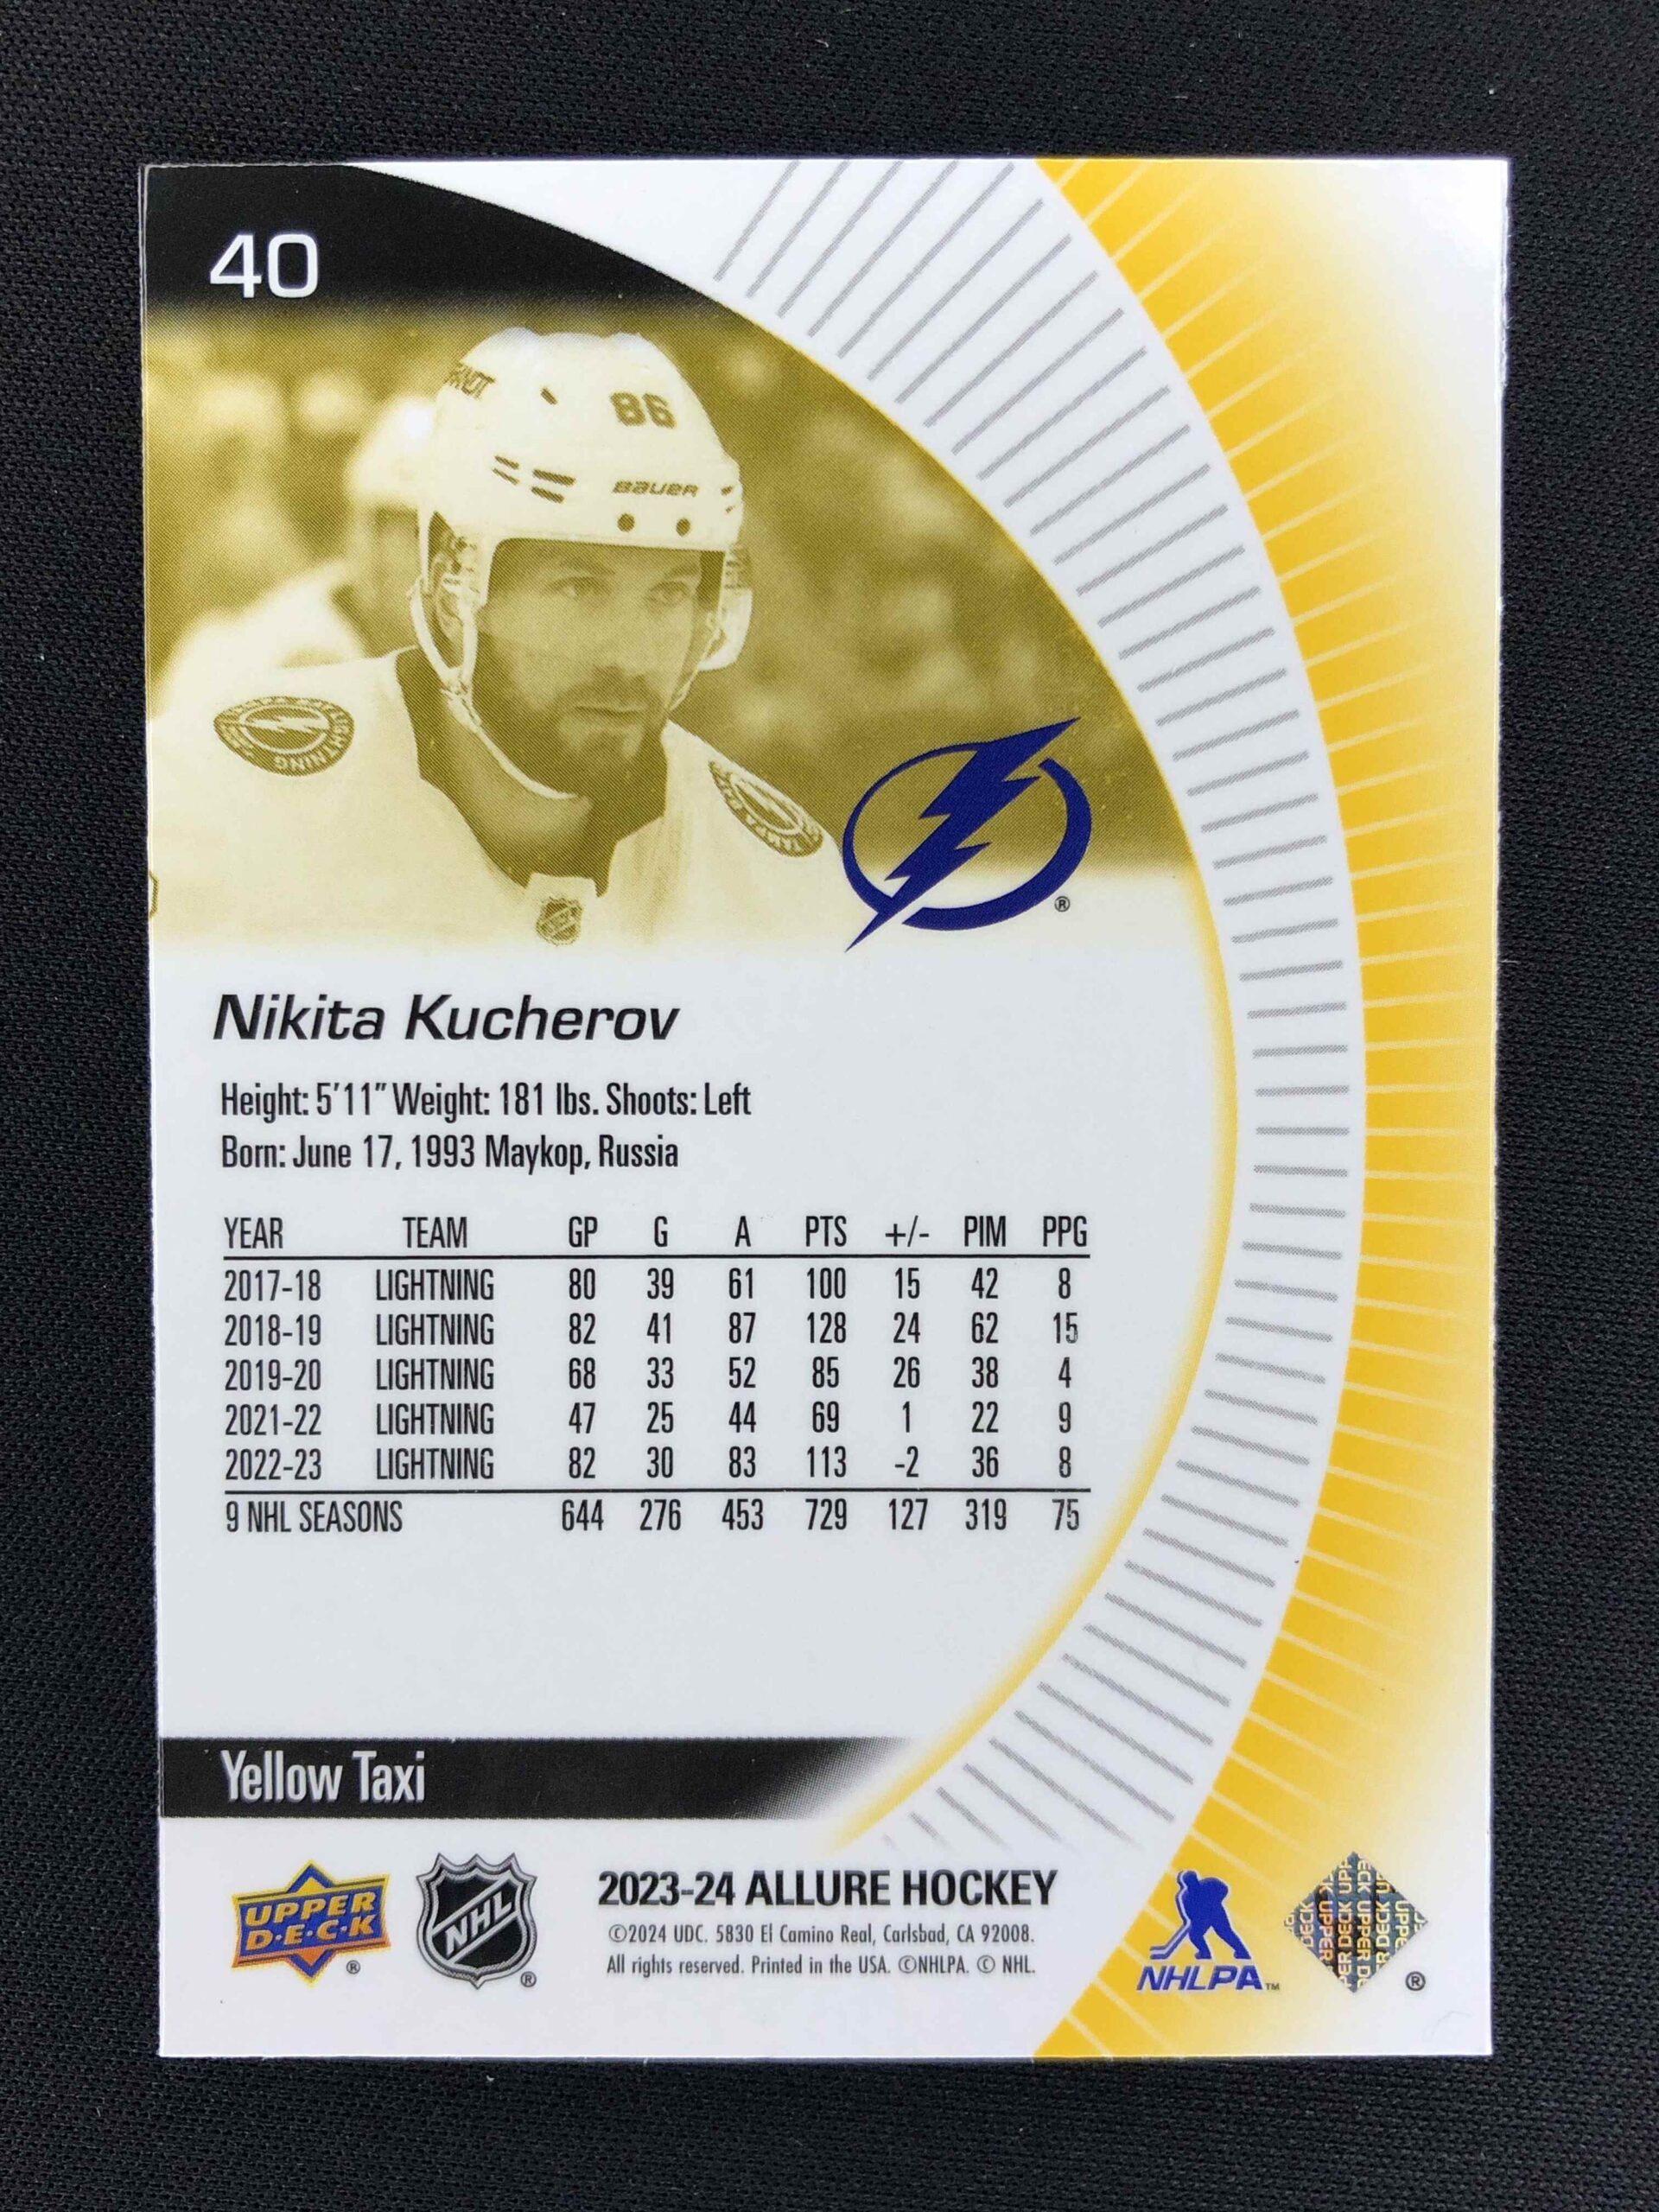 40
86
BAUER
LIGHTNING
TAMPA BAY
®
Nikita Kucherov
Height: 5'11" Weight: 181 lbs. Shoots: Left
Born: June 17, 1993 Maykop, Russia
YEAR TEAM GP G A PTS +/- PIM PPG
2017-18 LIGHTNING 80 39 61 100 15 42 8
2018-19 LIGHTNING 82 41 87 128 24 62 15
2019-20 LIGHTNING 68 33 52 85 26 38 4
2021-22 LIGHTNING 47 25 44 69 1 22 9
2022-23 LIGHTNING 82 30 83 113 -2 36 8
9 NHL SEASONS 644 276 453 729 127 319 75
Yellow Taxi
UPPER
D·E·C·K
®
NHL
®
2023-24 ALLURE HOCKEY
©2024 UDC. 5830 El Camino Real, Carlsbad, CA 92008.
All rights reserved. Printed in the USA. ©NHLPA. © NHL.
NHLPA™
UPPER DECK
®